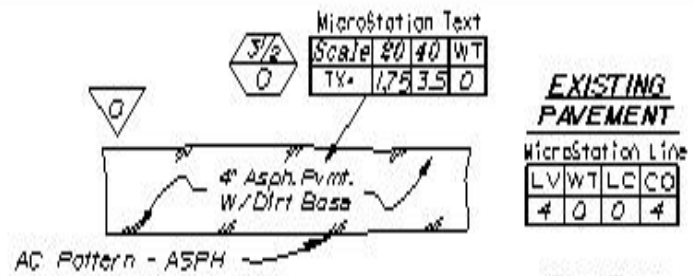 MicroStation Text
3 1/2
0
Scale 20 40 WT
TX= 1.75 3.5 0
0
EXISTING
PAVEMENT
MicroStation Line
LV WT LC CO
4 0 0 4
4" Asph. Pvmt.
W/Dirt Base
AC Pattern - ASPH